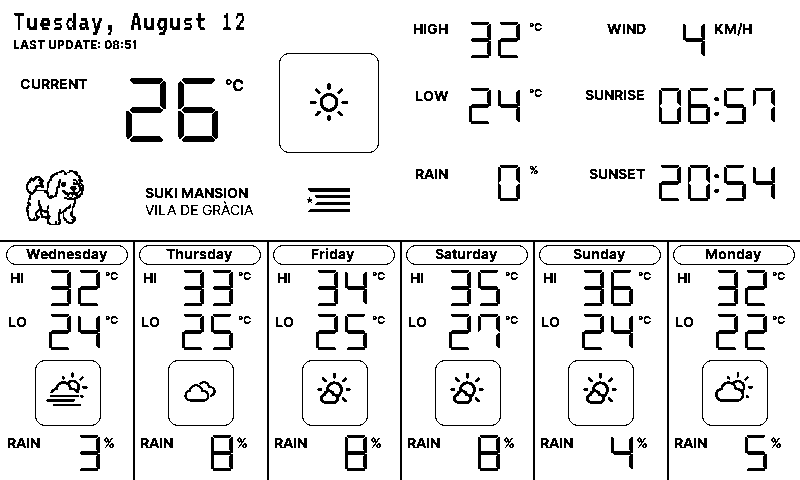 Tuesday, August 12
LAST UPDATE: 08:51
CURRENT 26 °C
HIGH 32 °C
LOW 24 °C
RAIN 0 %
WIND 4 KM/H
SUNRISE 06:57
SUNSET 20:54
SUKI MANSION
VILA DE GRÀCIA
Wednesday
HI 32 °C
LO 24 °C
RAIN 3 %
Thursday
HI 33 °C
LO 25 °C
RAIN 8 %
Friday
HI 34 °C
LO 25 °C
RAIN 8 %
Saturday
HI 35 °C
LO 27 °C
RAIN 8 %
Sunday
HI 36 °C
LO 24 °C
RAIN 4 %
Monday
HI 32 °C
LO 22 °C
RAIN 5 %